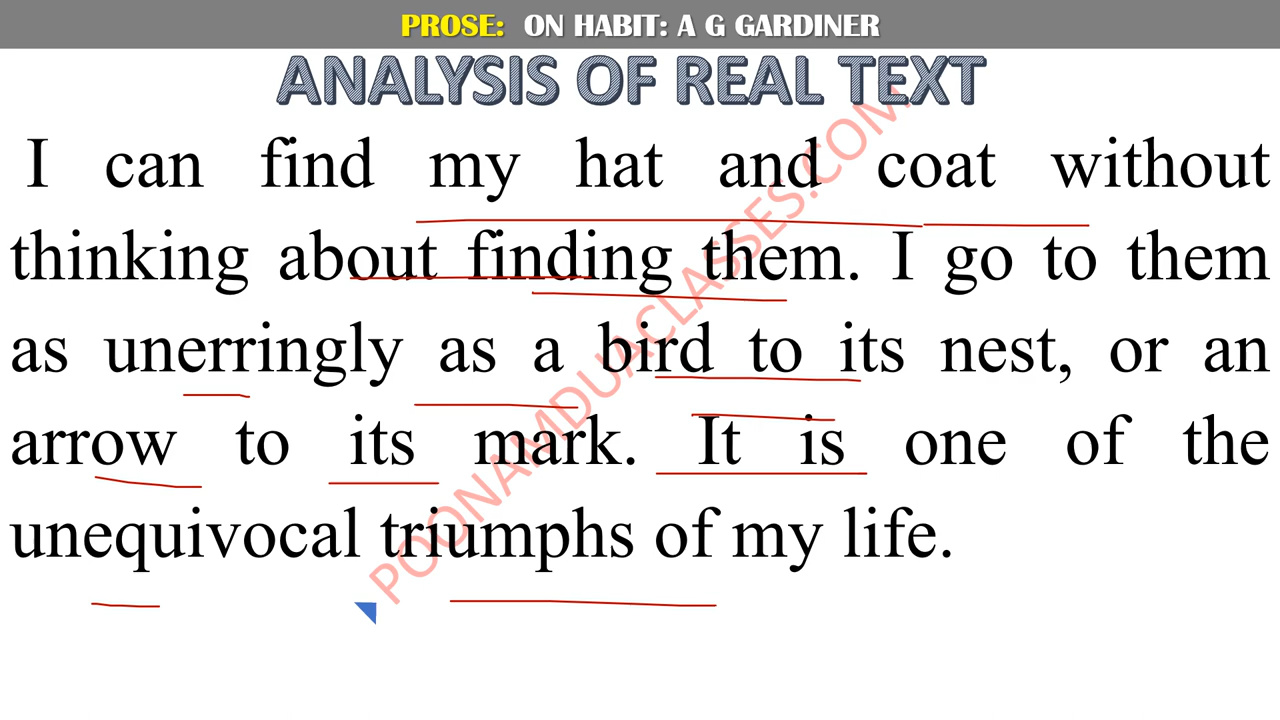 PROSE: ON HABIT: A G GARDINER
ANALYSIS OF REAL TEXT
I can find my hat and coat without
thinking about finding them. I go to them
as unerringly as a bird to its nest, or an
arrow to its mark. It is one of the
unequivocal triumphs of my life.
POONAMDUACLASSES.COM